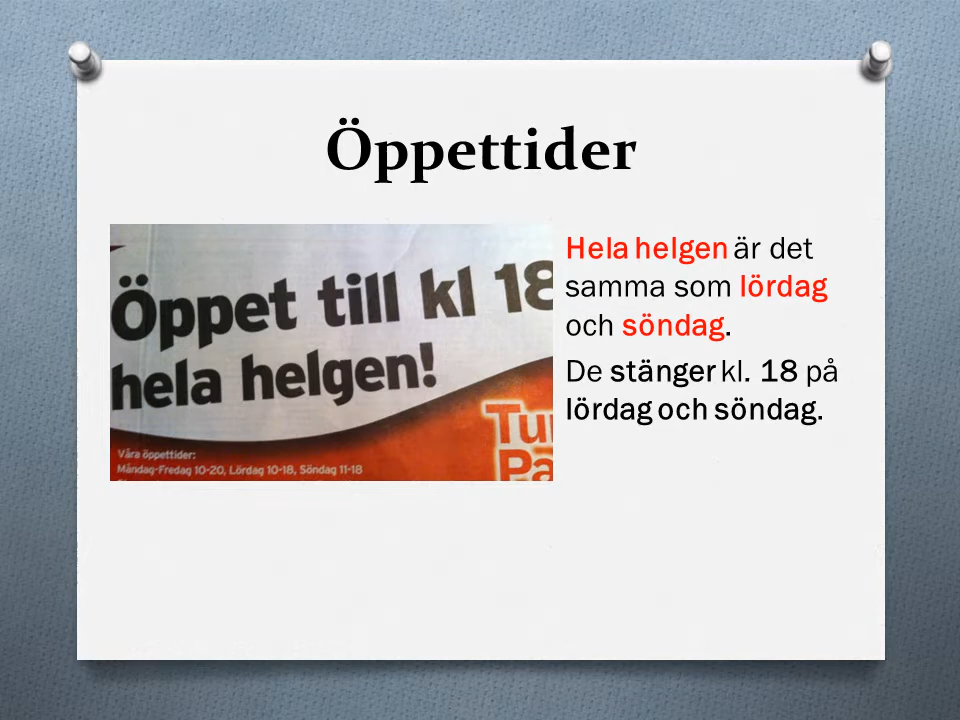 Öppettider
Öppet till kl 18
hela helgen!
Våra öppettider:
Måndag-Fredag 10-20, Lördag 10-18, Söndag 11-18
Hela helgen är det
samma som lördag
och söndag.
De stänger kl. 18 på
lördag och söndag.